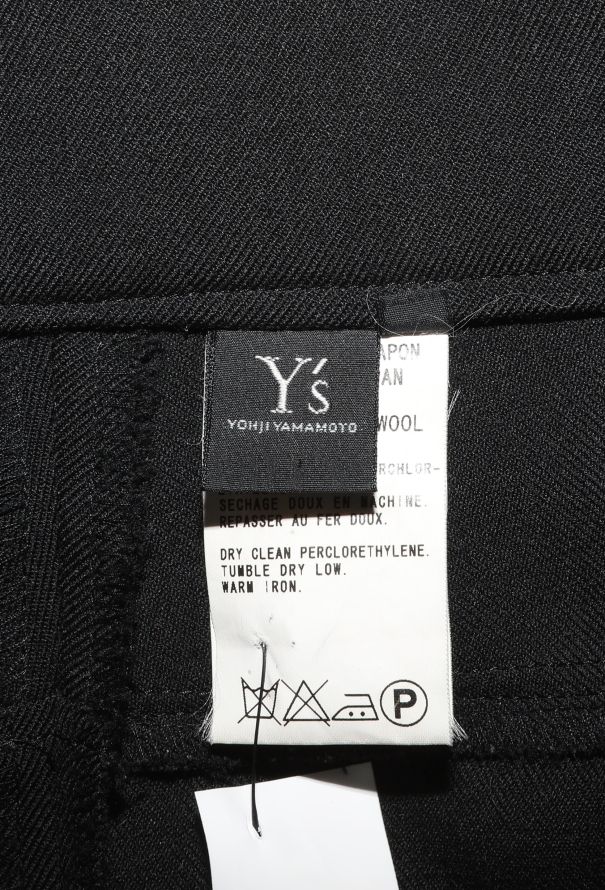 Y's
YOHJI YAMAMOTO
APON
AN
WOOL
RCHLOR-
SECHAGE DOUX EN MACHINE.
REPASSER AU FER DOUX.
DRY CLEAN PERCLORETHYLENE.
TUMBLE DRY LOW.
WARM IRON.
P